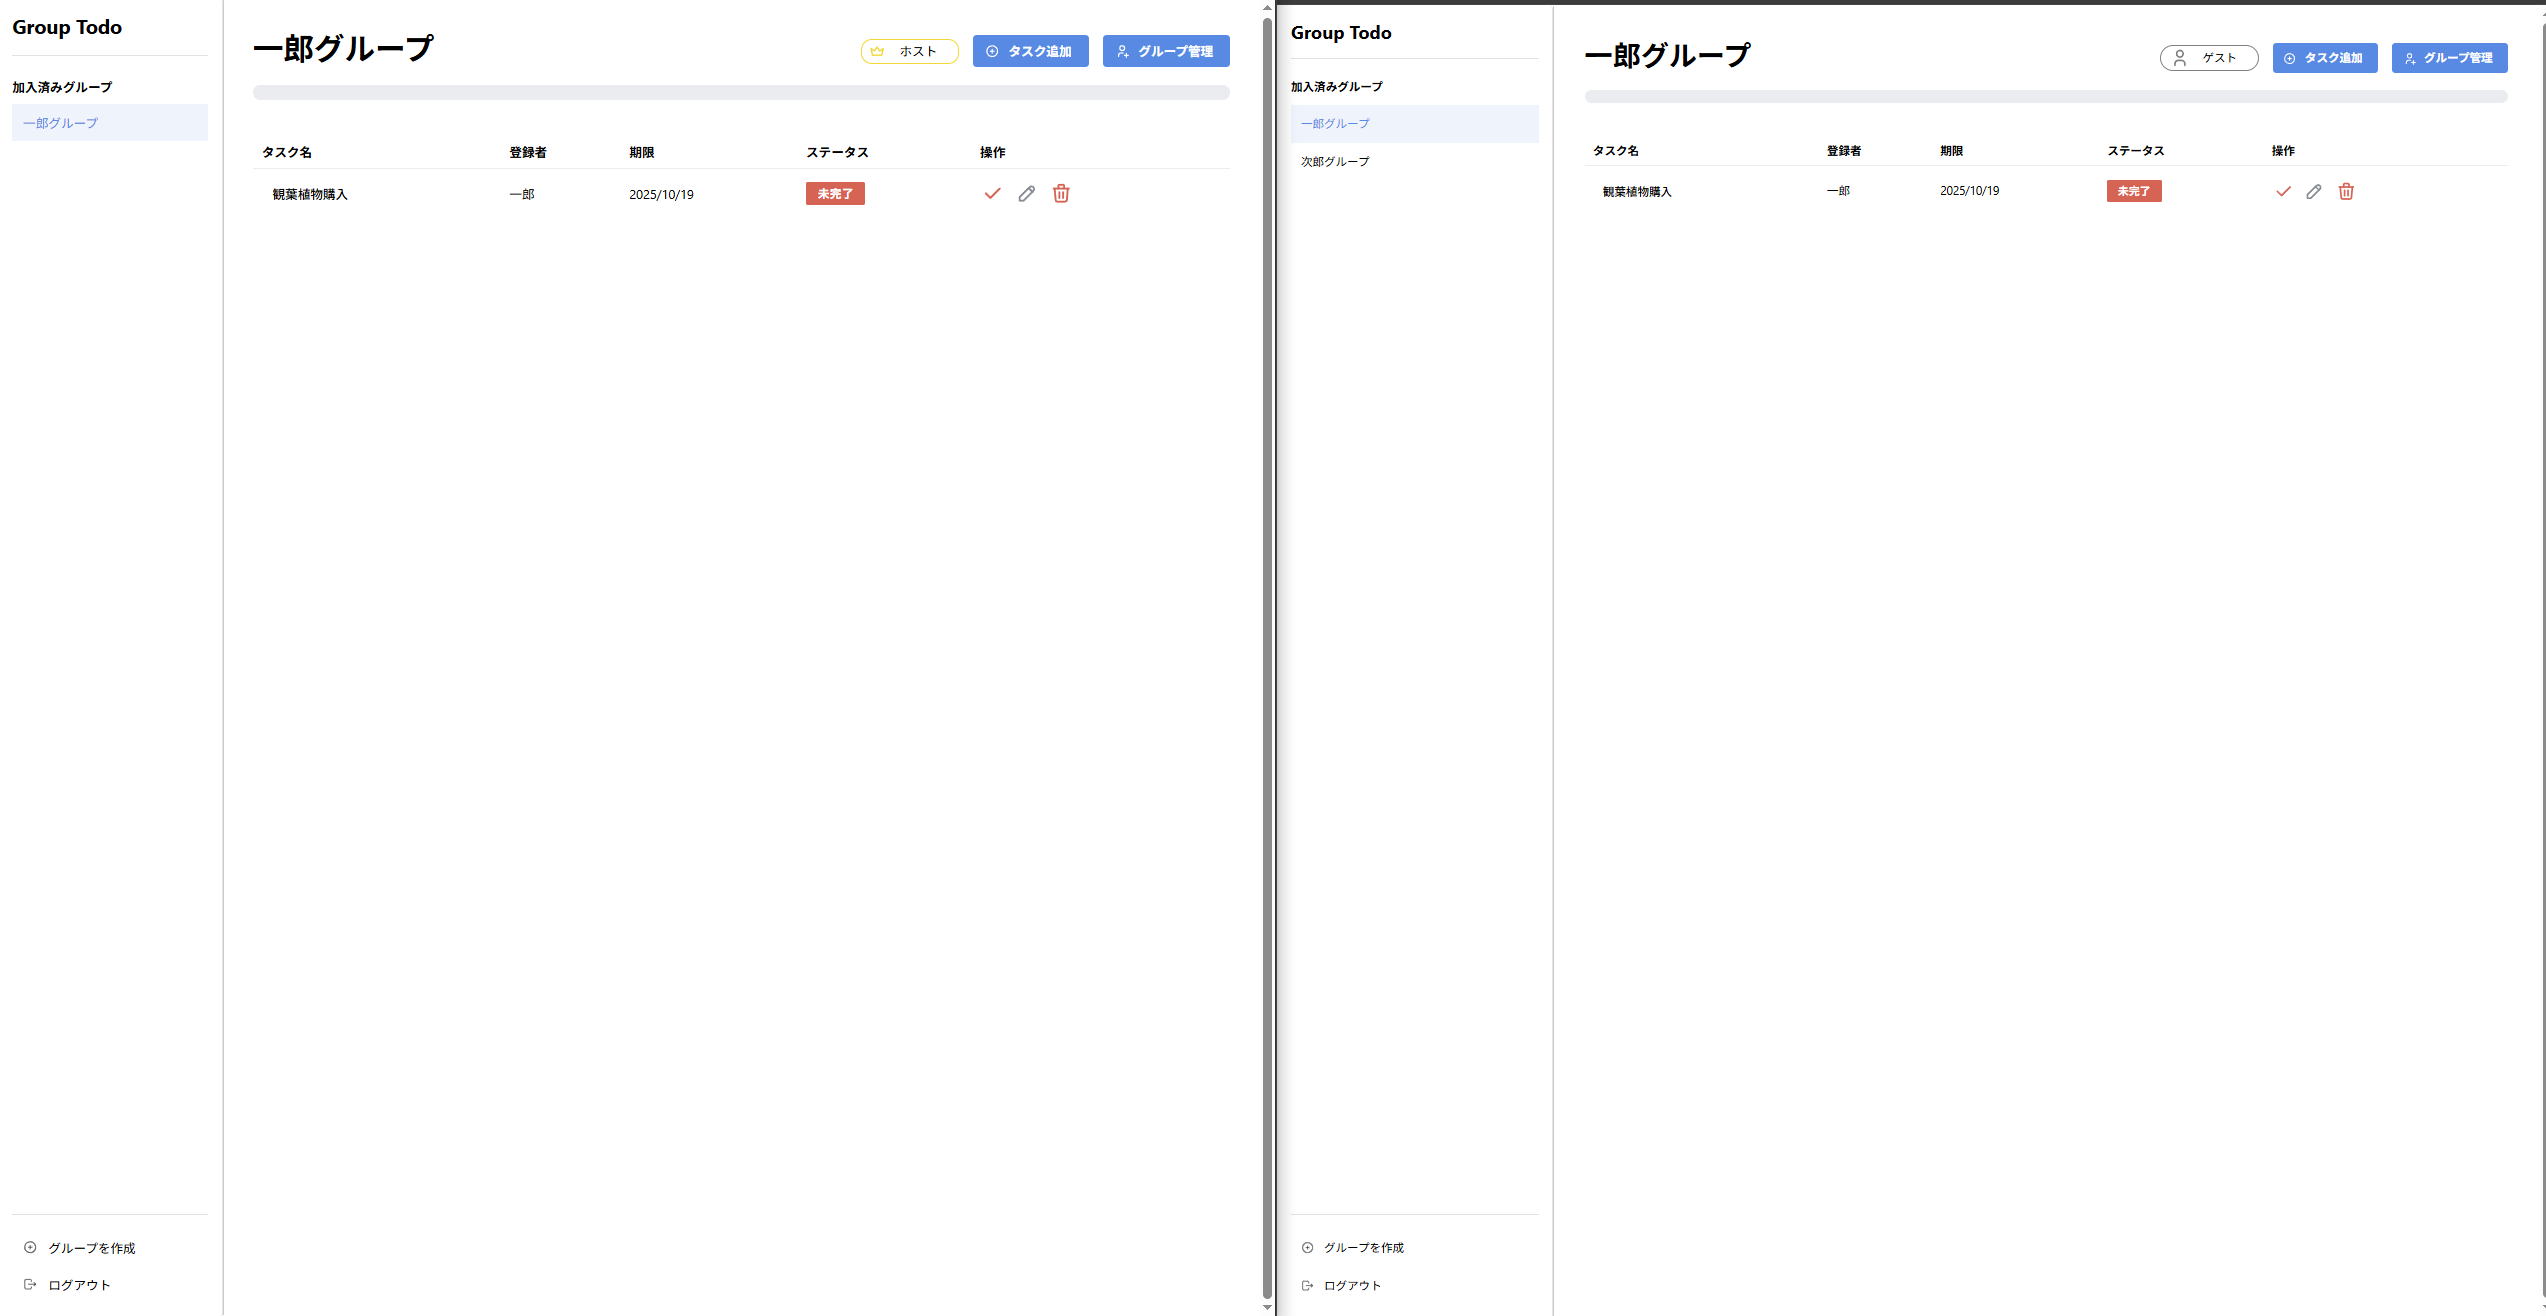 Group Todo
加入済みグループ
一郎グループ
グループを作成
ログアウト
一郎グループ
ホスト タスク追加 グループ管理
タスク名 登録者 期限 ステータス 操作
観葉植物購入 一郎 2025/10/19 未完了
Group Todo
加入済みグループ
一郎グループ
次郎グループ
グループを作成
ログアウト
一郎グループ
ゲスト タスク追加 グループ管理
タスク名 登録者 期限 ステータス 操作
観葉植物購入 一郎 2025/10/19 未完了